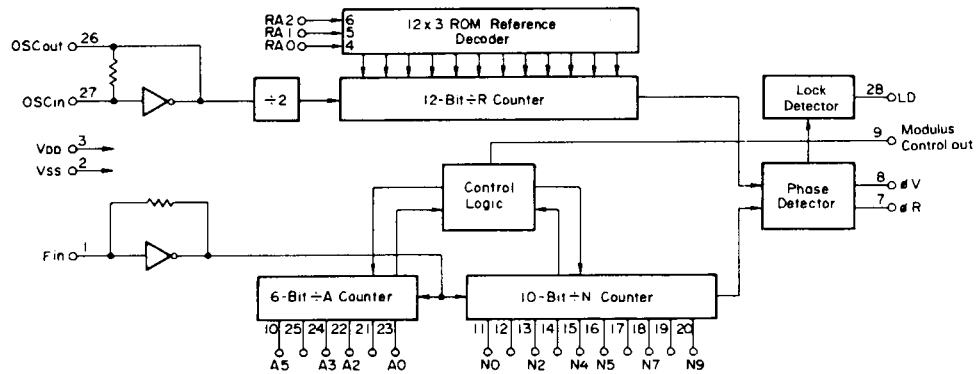 RA2 6
RA1 5
RA0 4
12x3 ROM Reference
Decoder
OSCout 26
OSCin 27
÷2
12-Bit÷R Counter
Lock
Detector
28 LD
9 Modulus
Control out
VDD 3
VSS 2
Control
Logic
Phase
Detector
8 øV
7 øR
Fin 1
6-Bit÷A Counter
10-Bit÷N Counter
10 25 24 22 21 23
11 12 13 14 15 16 17 18 19 20
A5 A3 A2 A0
N0 N2 N4 N5 N7 N9